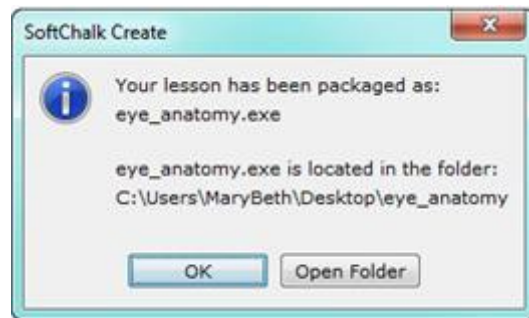 SoftChalk Create
Your lesson has been packaged as:
eye_anatomy.exe
eye_anatomy.exe is located in the folder:
C:\Users\MaryBeth\Desktop\eye_anatomy
OK
Open Folder